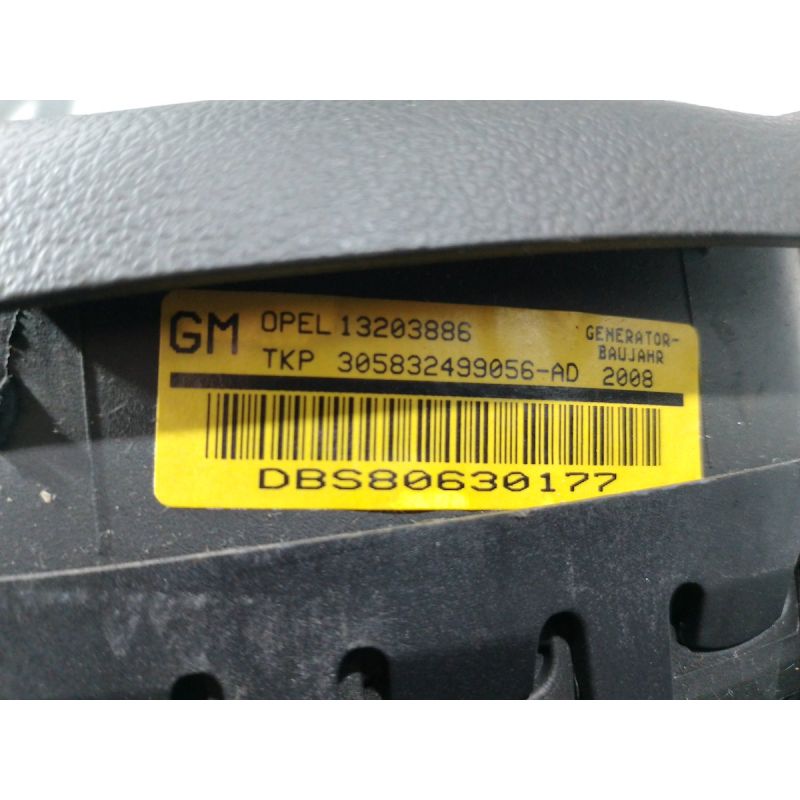 GM OPEL 13203886 GENERATOR-
BAUJAHR
TKP 305832499056-AD 2008
DBS80630177